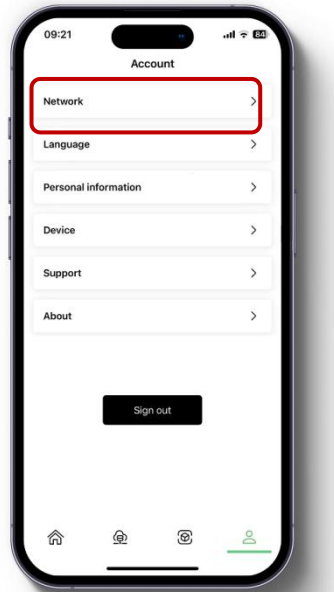 09:21
84
Account
Network
Language
Personal information
Device
Support
About
Sign out